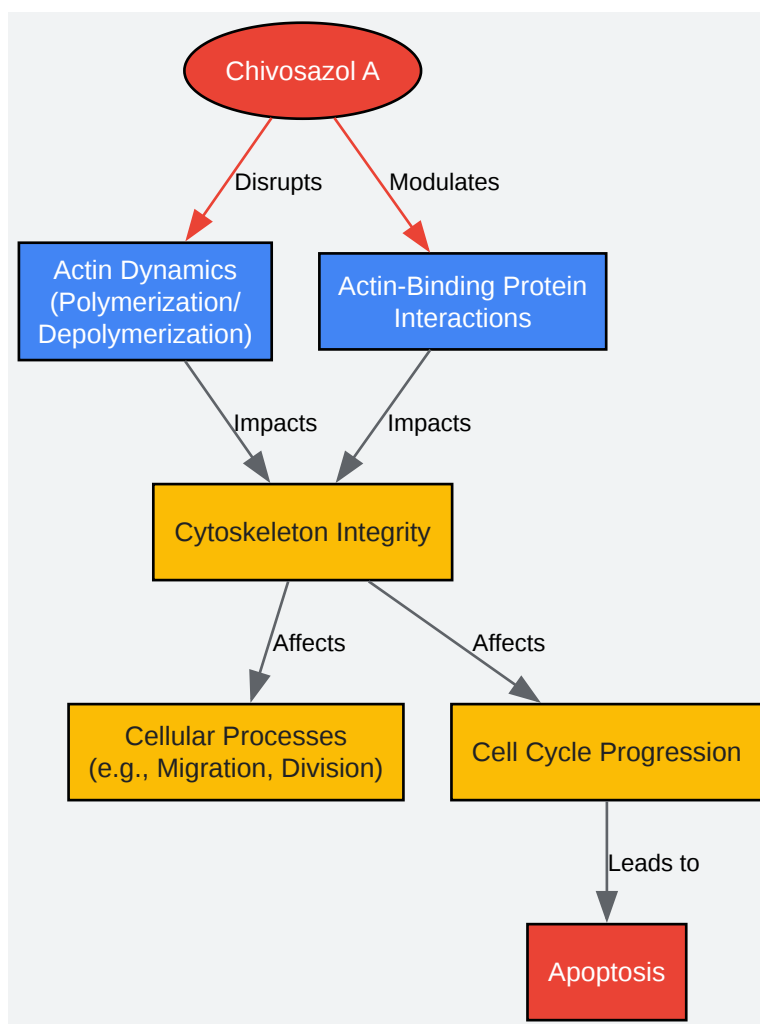 Chivosazol A
Disrupts
Modulates
Actin Dynamics
(Polymerization/
Depolymerization)
Actin-Binding Protein
Interactions
Impacts
Impacts
Cytoskeleton Integrity
Affects
Affects
Cellular Processes
(e.g., Migration, Division)
Cell Cycle Progression
Leads to
Apoptosis